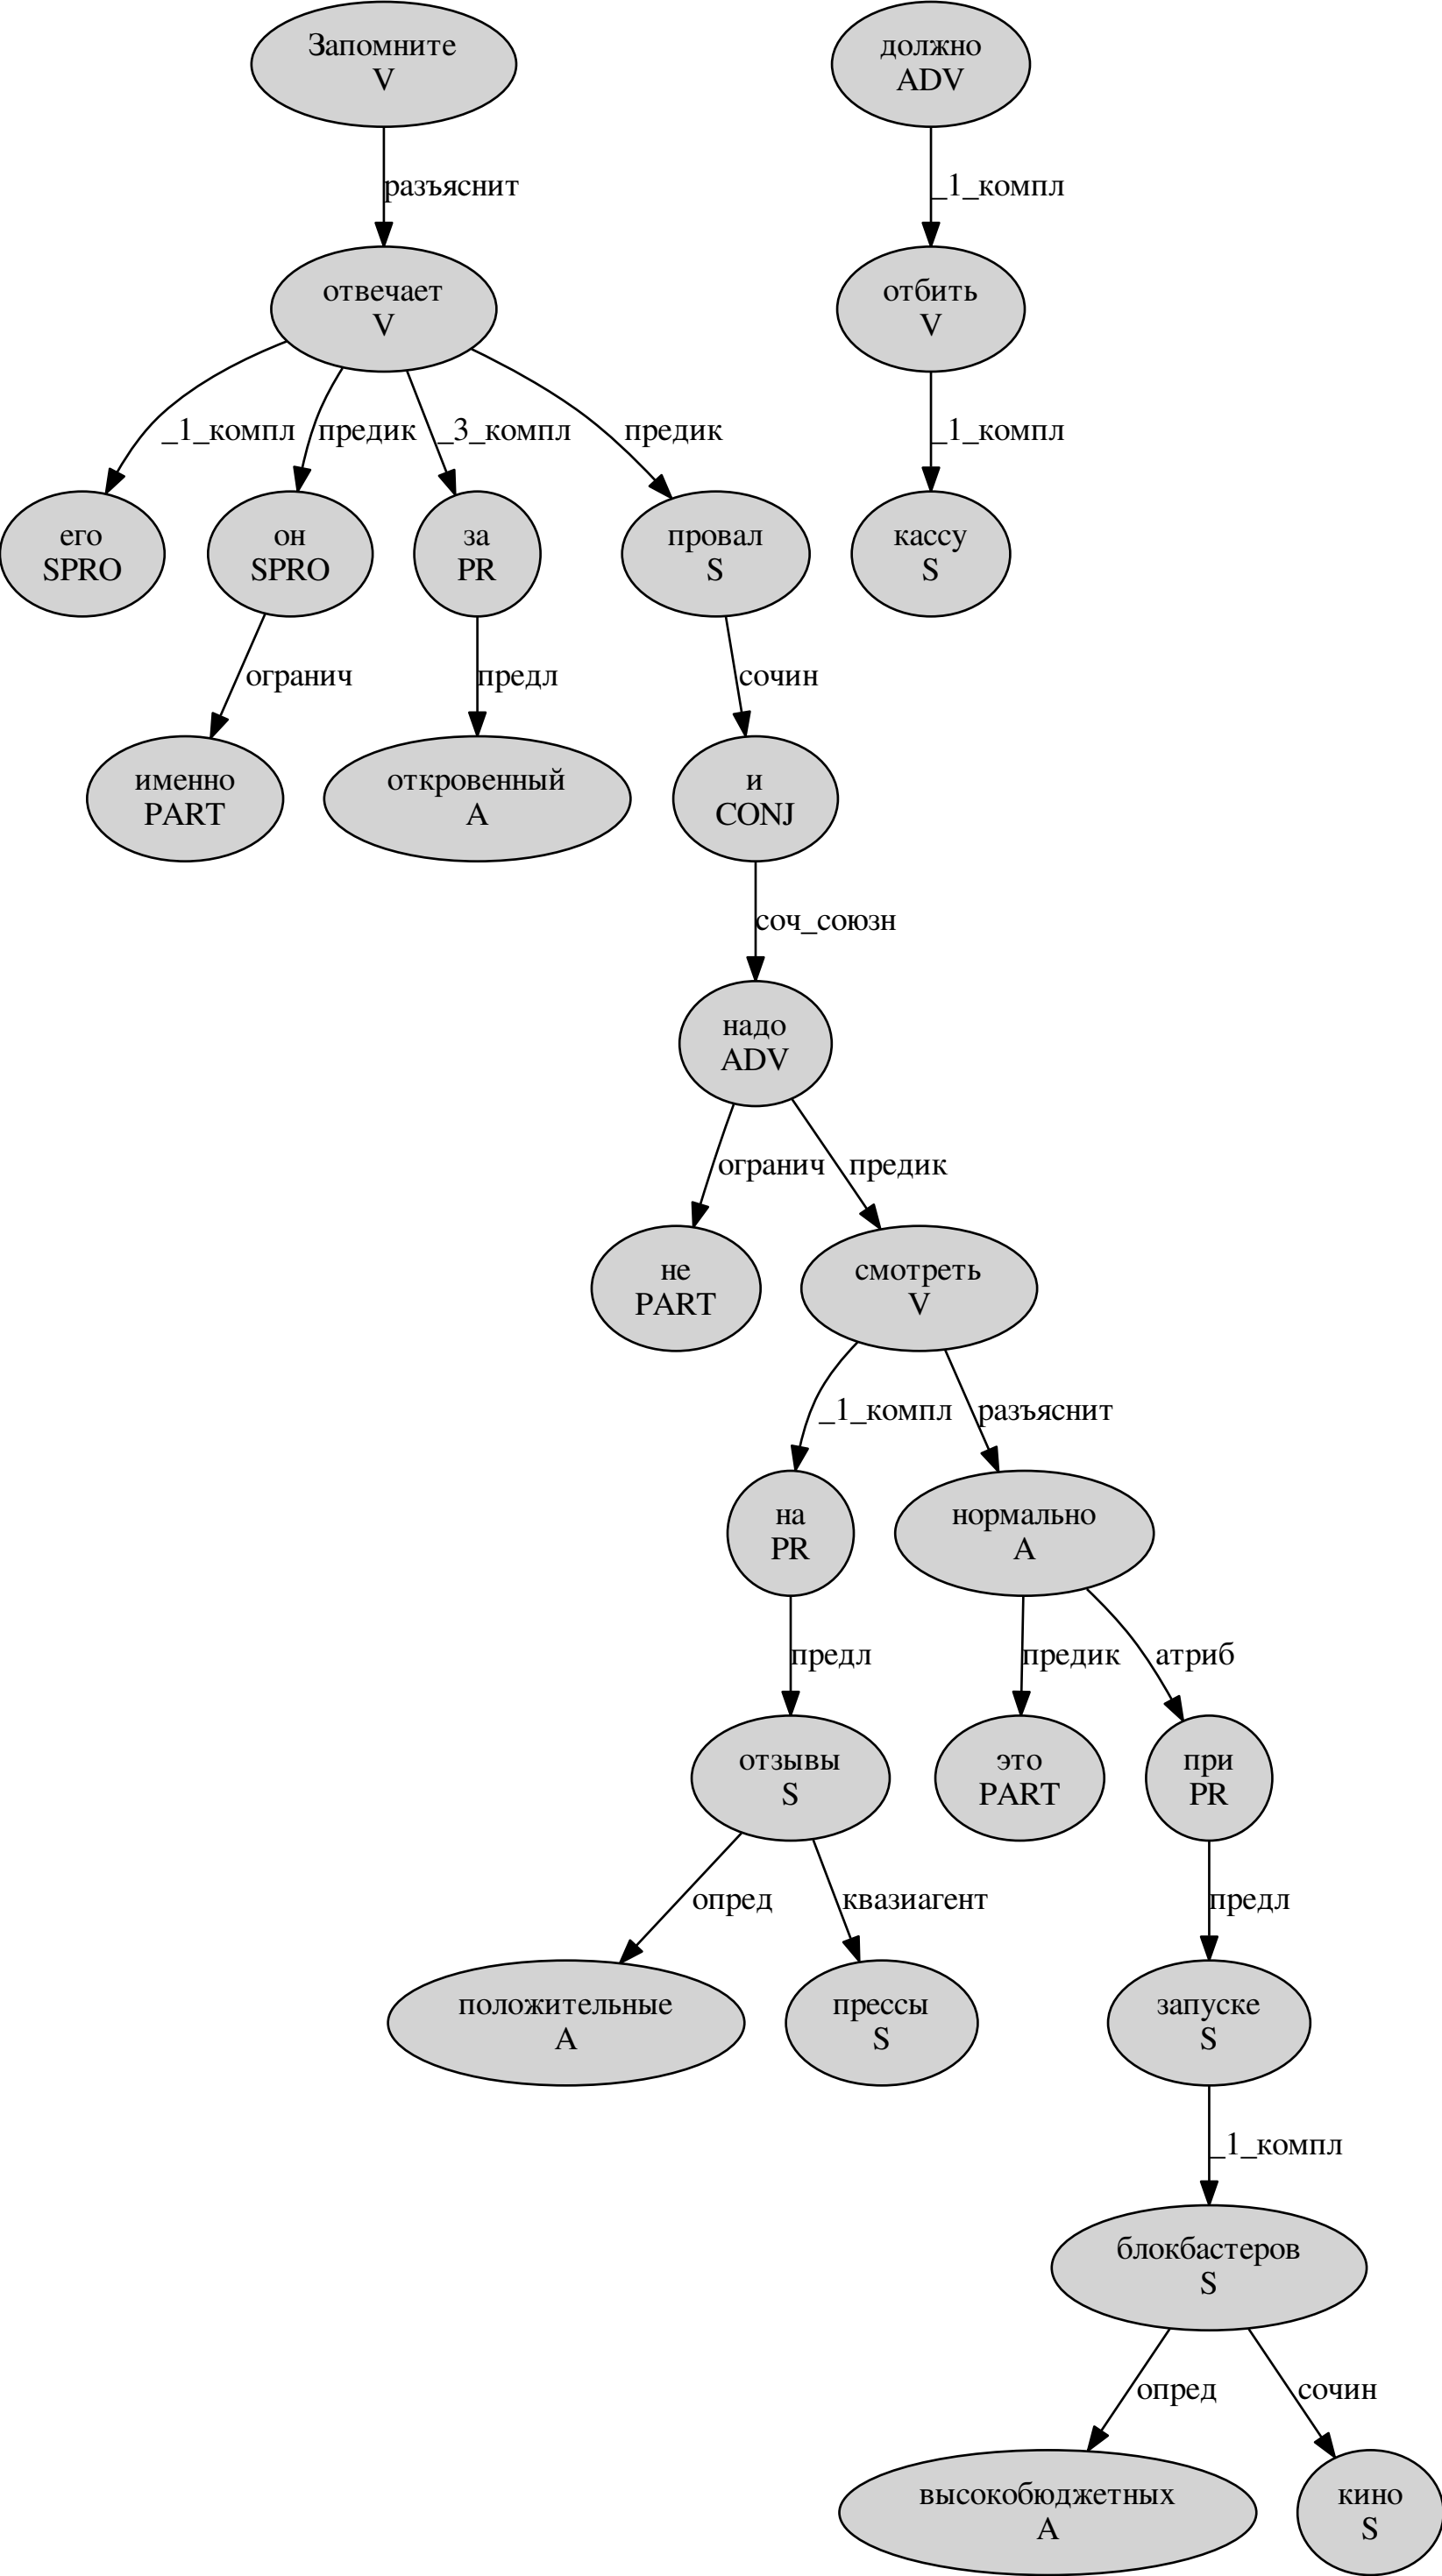 Запомните
V
должно
ADV
разъяснит
_1_компл
отвечает
V
отбить
V
_1_компл
предик
_3_компл
предик
_1_компл
его
SPRO
он
SPRO
за
PR
провал
S
кассу
S
огранич
предл
сочин
именно
PART
откровенный
A
и
CONJ
соч_союзн
надо
ADV
огранич
предик
не
PART
смотреть
V
_1_компл
разъяснит
на
PR
нормально
A
предл
предик
атриб
отзывы
S
это
PART
при
PR
опред
квазиагент
предл
положительные
A
прессы
S
запуске
S
_1_компл
блокбастеров
S
опред
сочин
высокобюджетных
A
кино
S